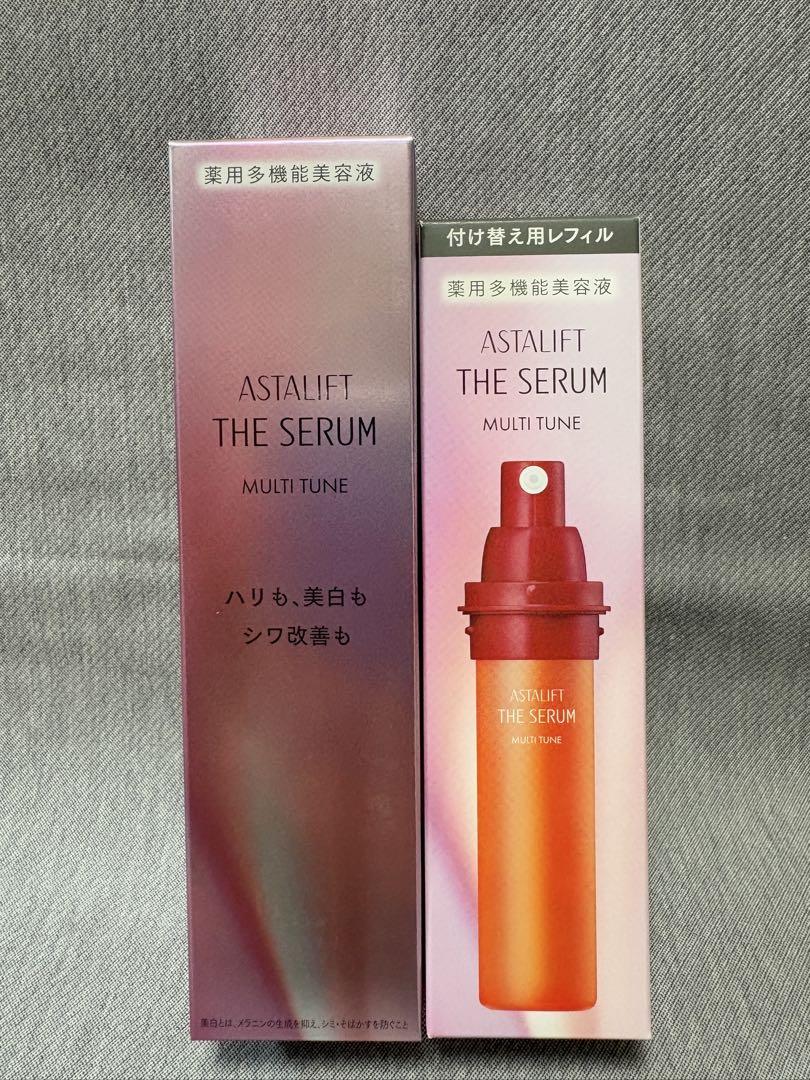 薬用多機能美容液
ASTALIFT
THE SERUM
MULTI TUNE
ハリも、美白も
シワ改善も
美白とは、メラニンの生成を抑え、シミ・そばかすを防ぐこと
付け替え用レフィル
薬用多機能美容液
ASTALIFT
THE SERUM
MULTI TUNE
ASTALIFT
THE SERUM
MULTI TUNE